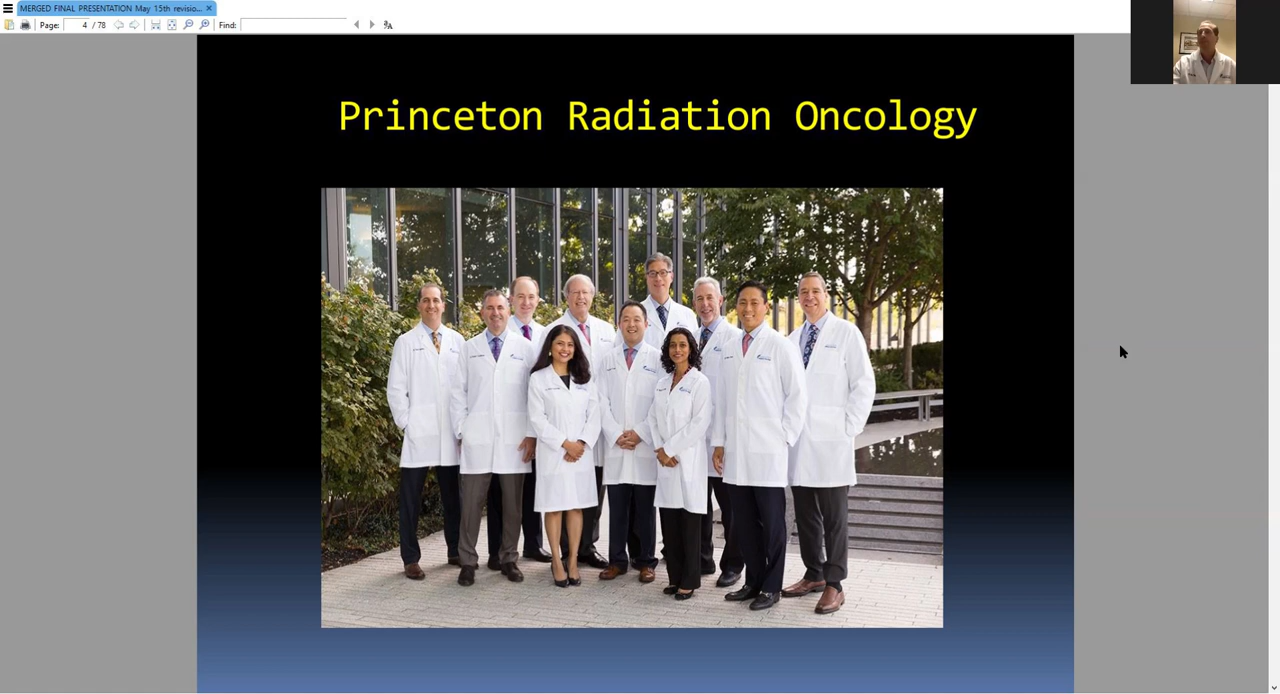 MERGED FINAL PRESENTATION May 15th revisio...
Page: 4 / 78 Find:
Princeton Radiation Oncology